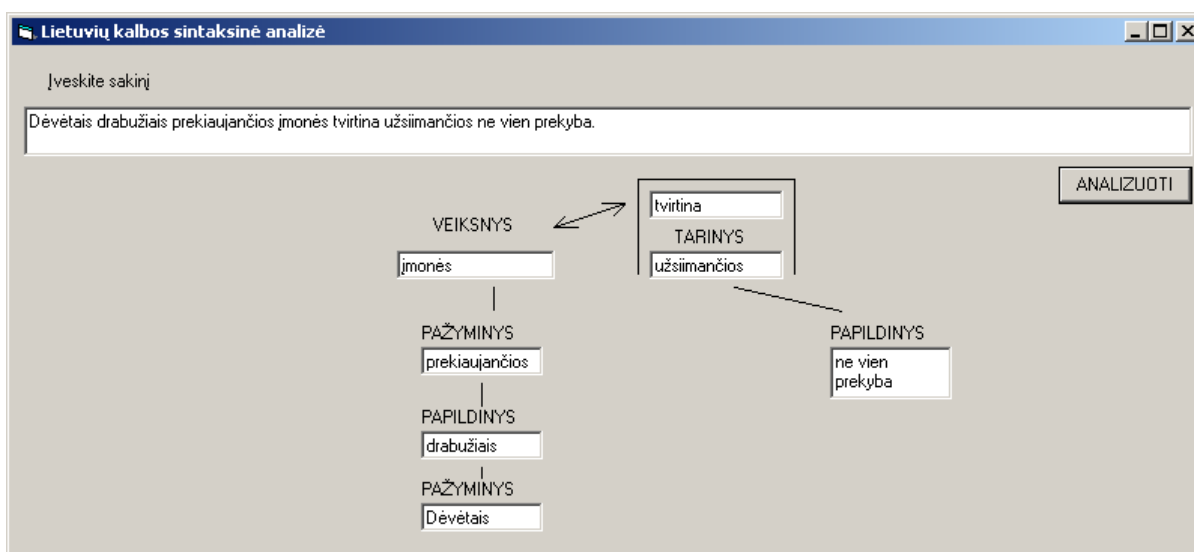 Lietuvių kalbos sintaksinė analizė
Įveskite sakinį
Dėvėtais drabužiais prekiaujančios įmonės tvirtina užsiimančios ne vien prekyba.
ANALIZUOTI
tvirtina
VEIKSNYS
TARINYS
įmonės
užsiimančios
PAŽYMINYS
PAPILDINYS
prekiaujančios
ne vien
prekyba
PAPILDINYS
drabužiais
PAŽYMINYS
Dėvėtais